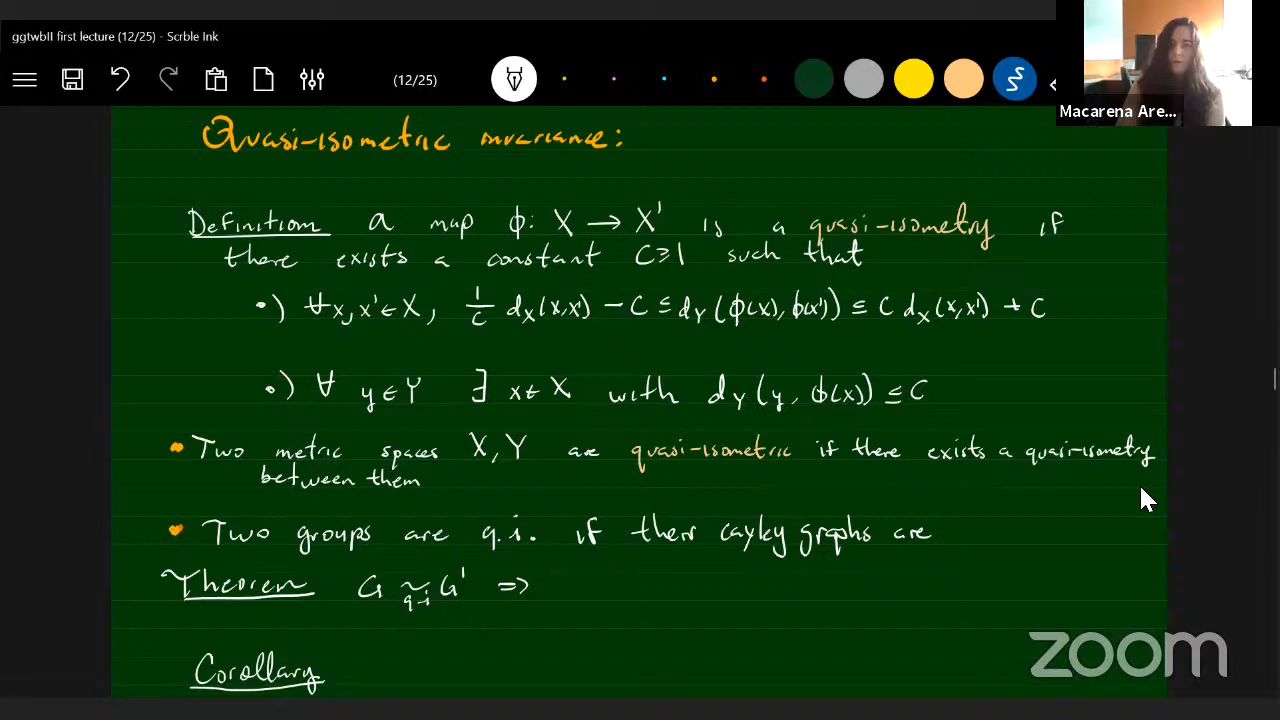 ggtwbII first lecture (12/25) - Scrble Ink
(12/25)
Macarena Are...
Quasi-isometric invariance:
Definition a map ϕ: X → X' is a quasi-isometry if
there exists a constant C≥1 such that
•) ∀x,x'∈X, 1/C d_X(x,x') - C ≤ d_Y(ϕ(x),ϕ(x')) ≤ C d_X(x,x') + C
•) ∀ y∈Y ∃ x∈X with d_Y(y, ϕ(x)) ≤ C
• Two metric spaces X, Y are quasi-isometric if there exists a quasi-isometry
between them
• Two groups are q.i. if their cayley graphs are
Theorem G ~_{q-i} G' ⇒
Corollary
zoom